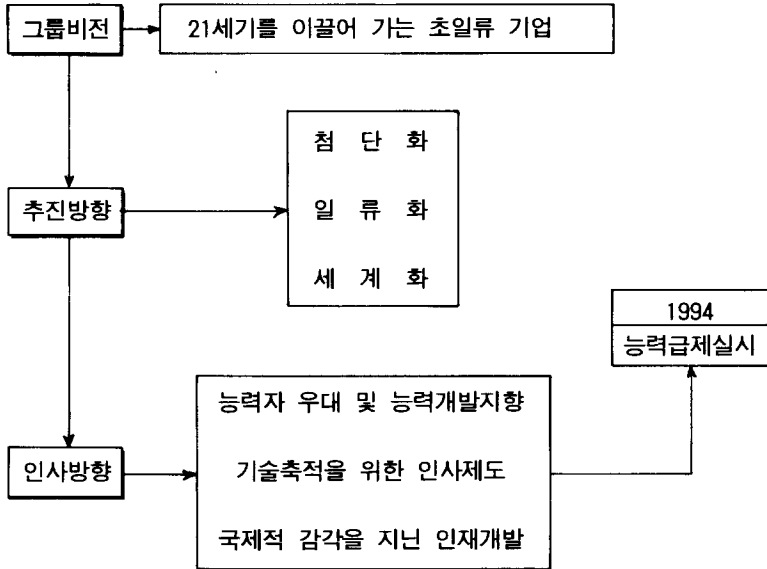 그룹비전
21세기를 이끌어 가는 초일류 기업
첨 단 화
추진방향
일 류 화
세 계 화
1994
능력급제실시
능력자 우대 및 능력개발지향
인사방향
기술축적을 위한 인사제도
국제적 감각을 지닌 인재개발